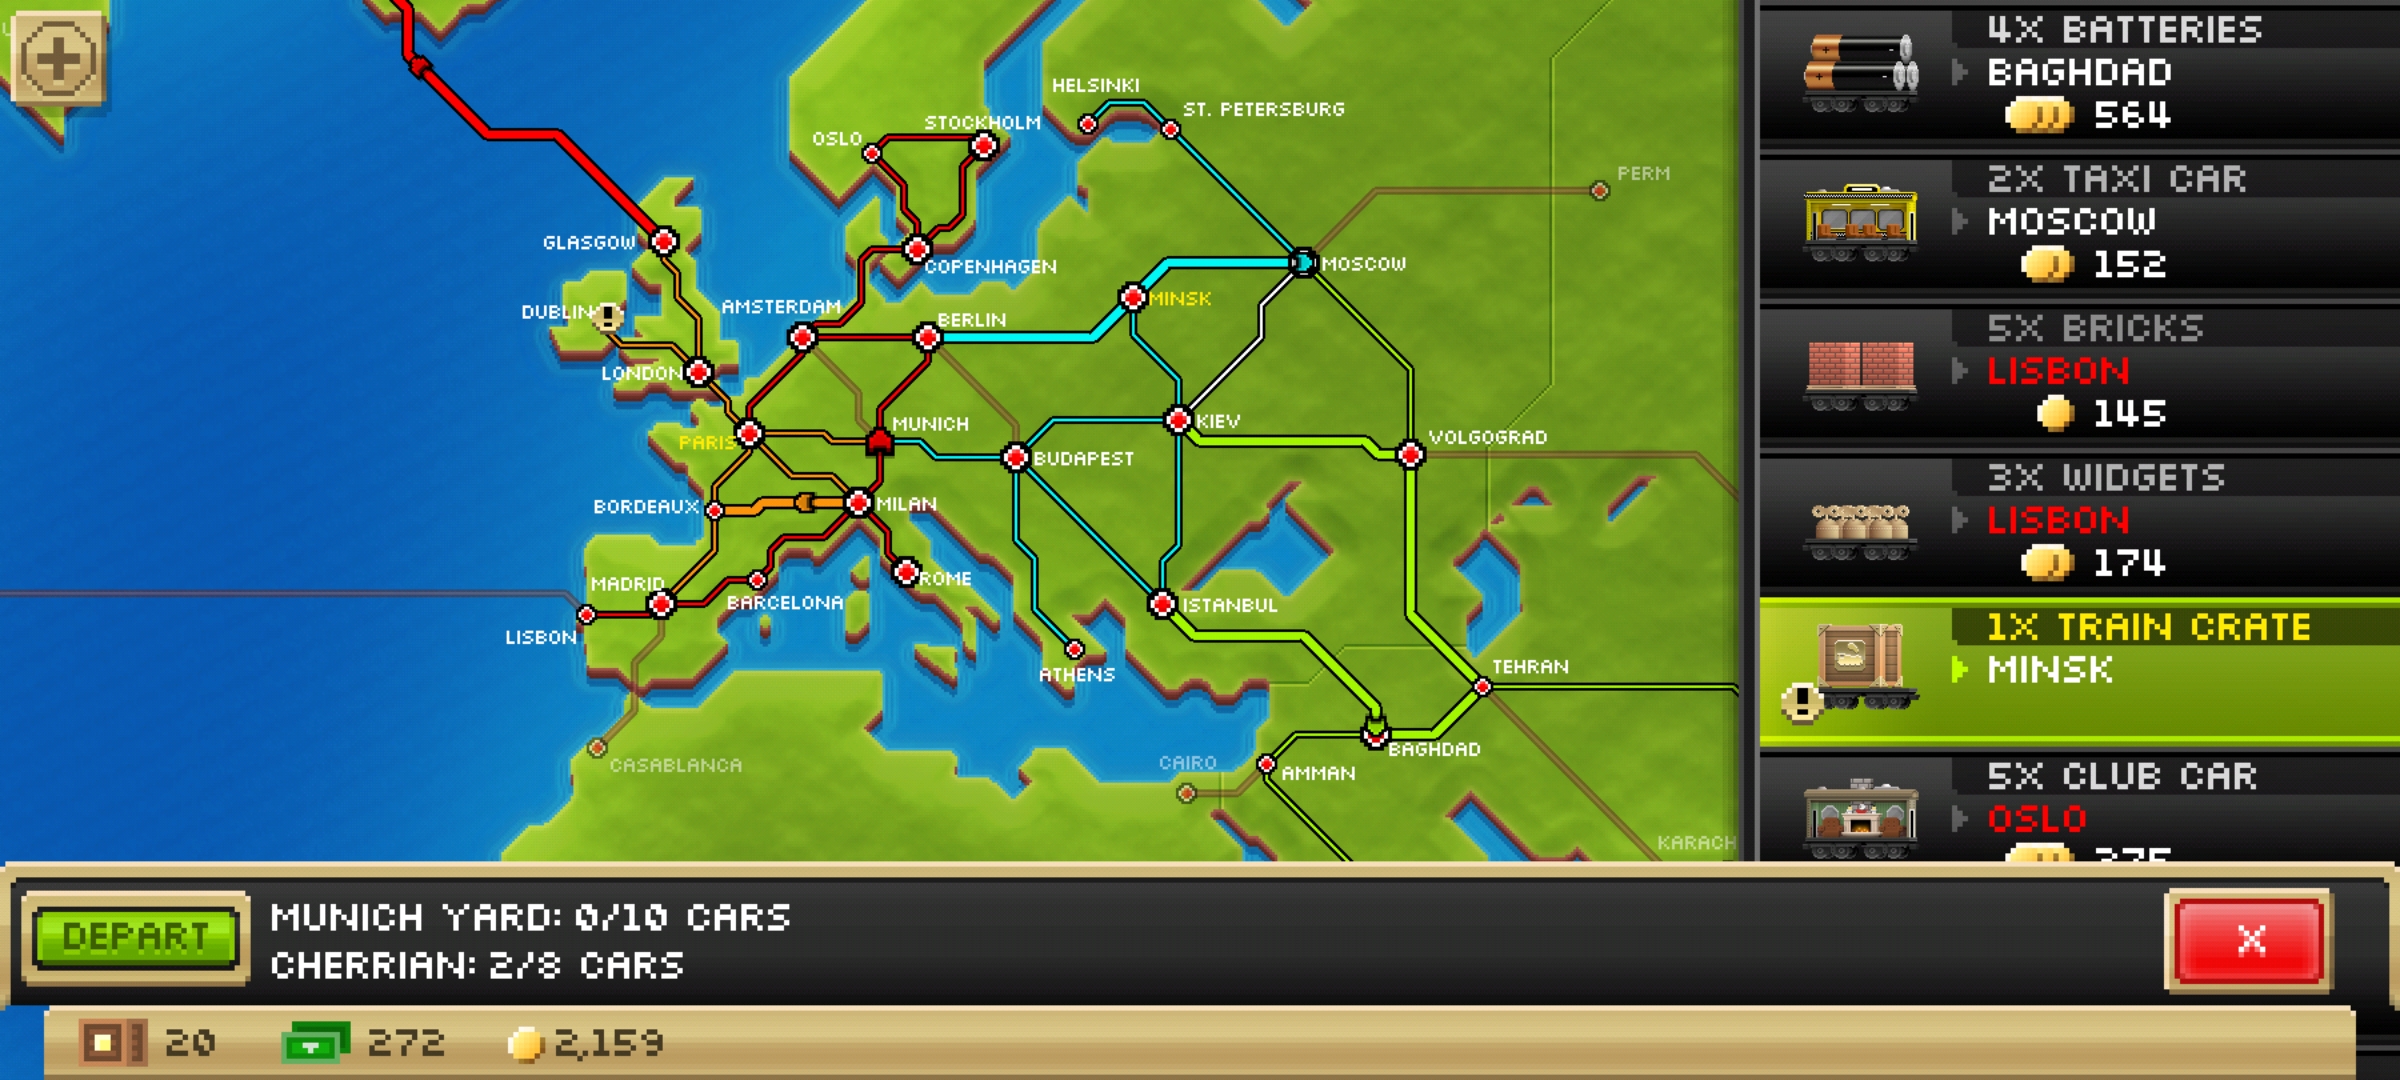 HELSINKI
ST. PETERSBURG
STOCKHOLM
OSLO
PERM
GLASGOW
COPENHAGEN
MOSCOW
DUBLIN
AMSTERDAM
MINSK
BERLIN
LONDON
MUNICH
KIEV
PARIS
VOLGOGRAD
BUDAPEST
BORDEAUX
MILAN
MADRID
ROME
BARCELONA
ISTANBUL
LISBON
ATHENS
TEHRAN
BAGHDAD
CASABLANCA
CAIRO
AMMAN
KARACH
4X BATTERIES
BAGHDAD
564
2X TAXI CAR
MOSCOW
152
5X BRICKS
LISBON
145
3X WIDGETS
LISBON
174
1X TRAIN CRATE
MINSK
5X CLUB CAR
OSLO
DEPART
MUNICH YARD: 0/10 CARS
CHERRIAN: 2/8 CARS
X
20
272
2,159